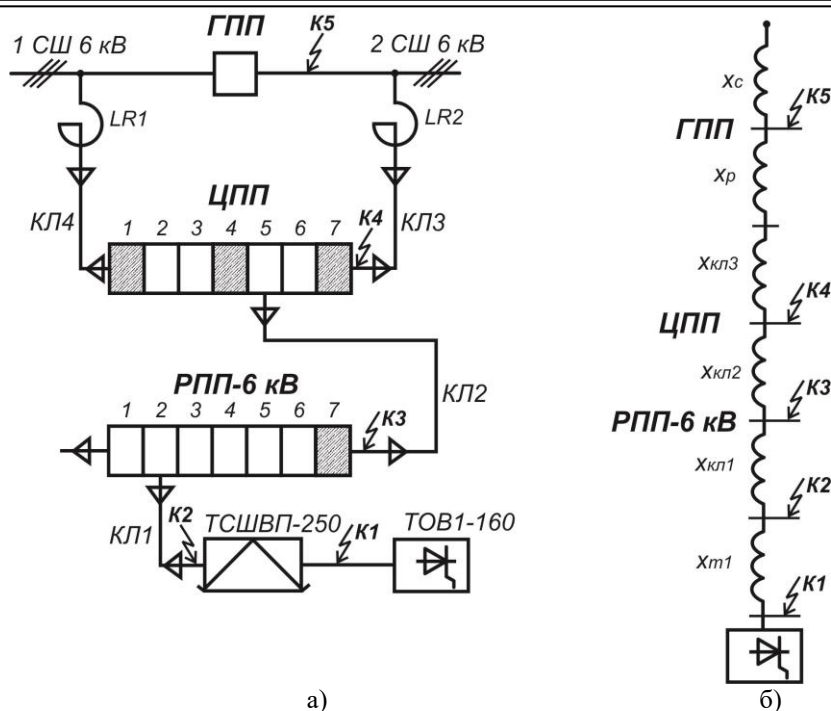 ГПП К5
1 СШ 6 кВ 2 СШ 6 кВ
LR1 LR2
ЦПП
КЛ4 1 2 3 4 5 6 7 К4 КЛ3
РПП-6 кВ КЛ2
1 2 3 4 5 6 7 К3
КЛ1 К2 ТСШВП-250 К1 ТОВ1-160
а)
xс
К5
ГПП
xр
xкл3
К4
ЦПП
xкл2
К3
РПП-6 кВ
xкл1
К2
xт1
К1
б)